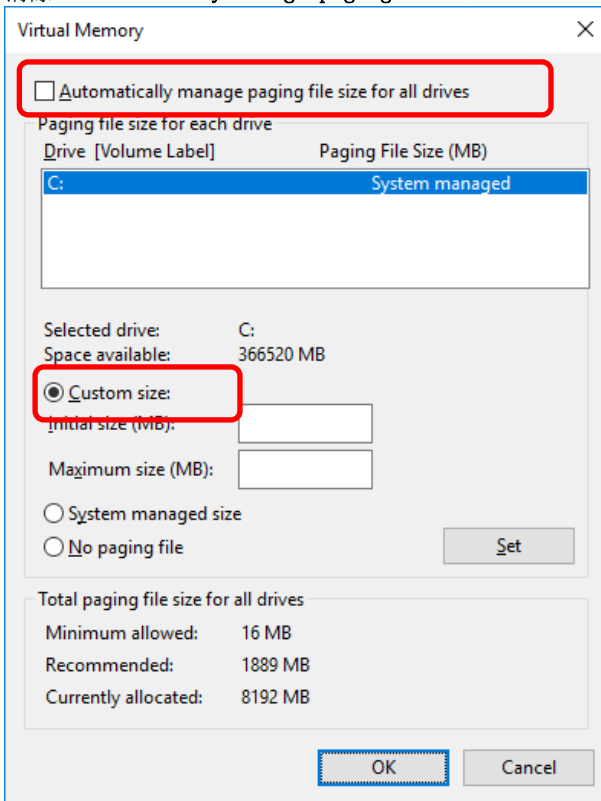 Virtual Memory
Automatically manage paging file size for all drives
Paging file size for each drive
Drive [Volume Label] Paging File Size (MB)
C: System managed
Selected drive: C:
Space available: 366520 MB
Custom size:
Initial size (MB):
Maximum size (MB):
System managed size
No paging file Set
Total paging file size for all drives
Minimum allowed: 16 MB
Recommended: 1889 MB
Currently allocated: 8192 MB
OK Cancel